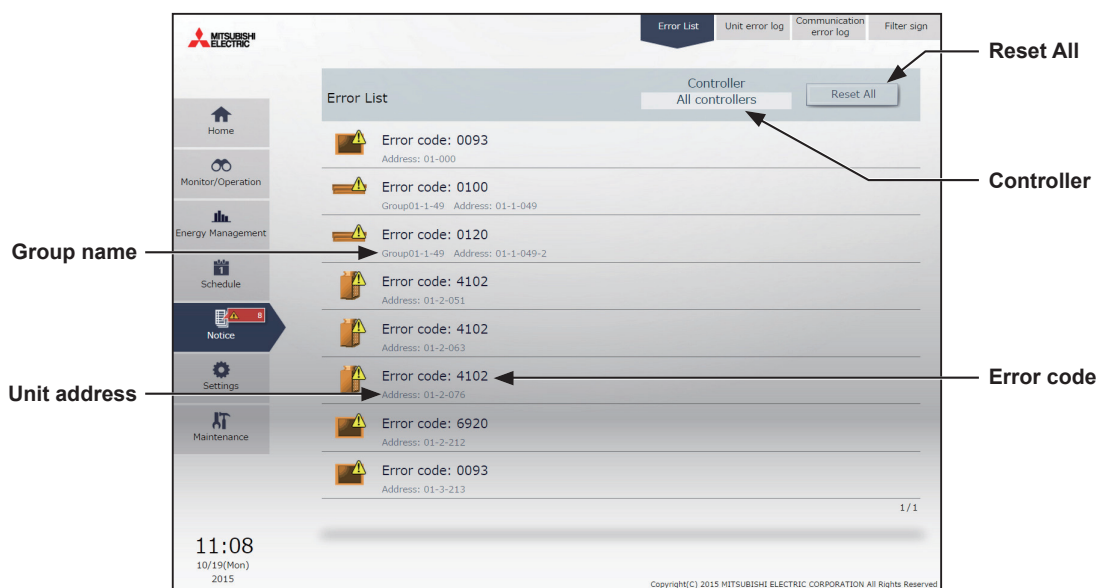 MITSUBISHI
ELECTRIC
Error List
Unit error log
Communication
error log
Filter sign
Reset All
Error List
Controller
All controllers
Reset All
Home
Monitor/Operation
Energy Management
Schedule
8
Notice
Settings
Maintenance
Error code: 0093
Address: 01-000
Error code: 0100
Group01-1-49 Address: 01-1-049
Controller
Error code: 0120
Group01-1-49 Address: 01-1-049-2
Group name
1
Error code: 4102
Address: 01-2-051
Error code: 4102
Address: 01-2-063
Error code: 4102
Address: 01-2-076
Error code
Unit address
Error code: 6920
Address: 01-2-212
Error code: 0093
Address: 01-3-213
1/1
11:08
10/19(Mon)
2015
Copyright(C) 2015 MITSUBISHI ELECTRIC CORPORATION All Rights Reserved